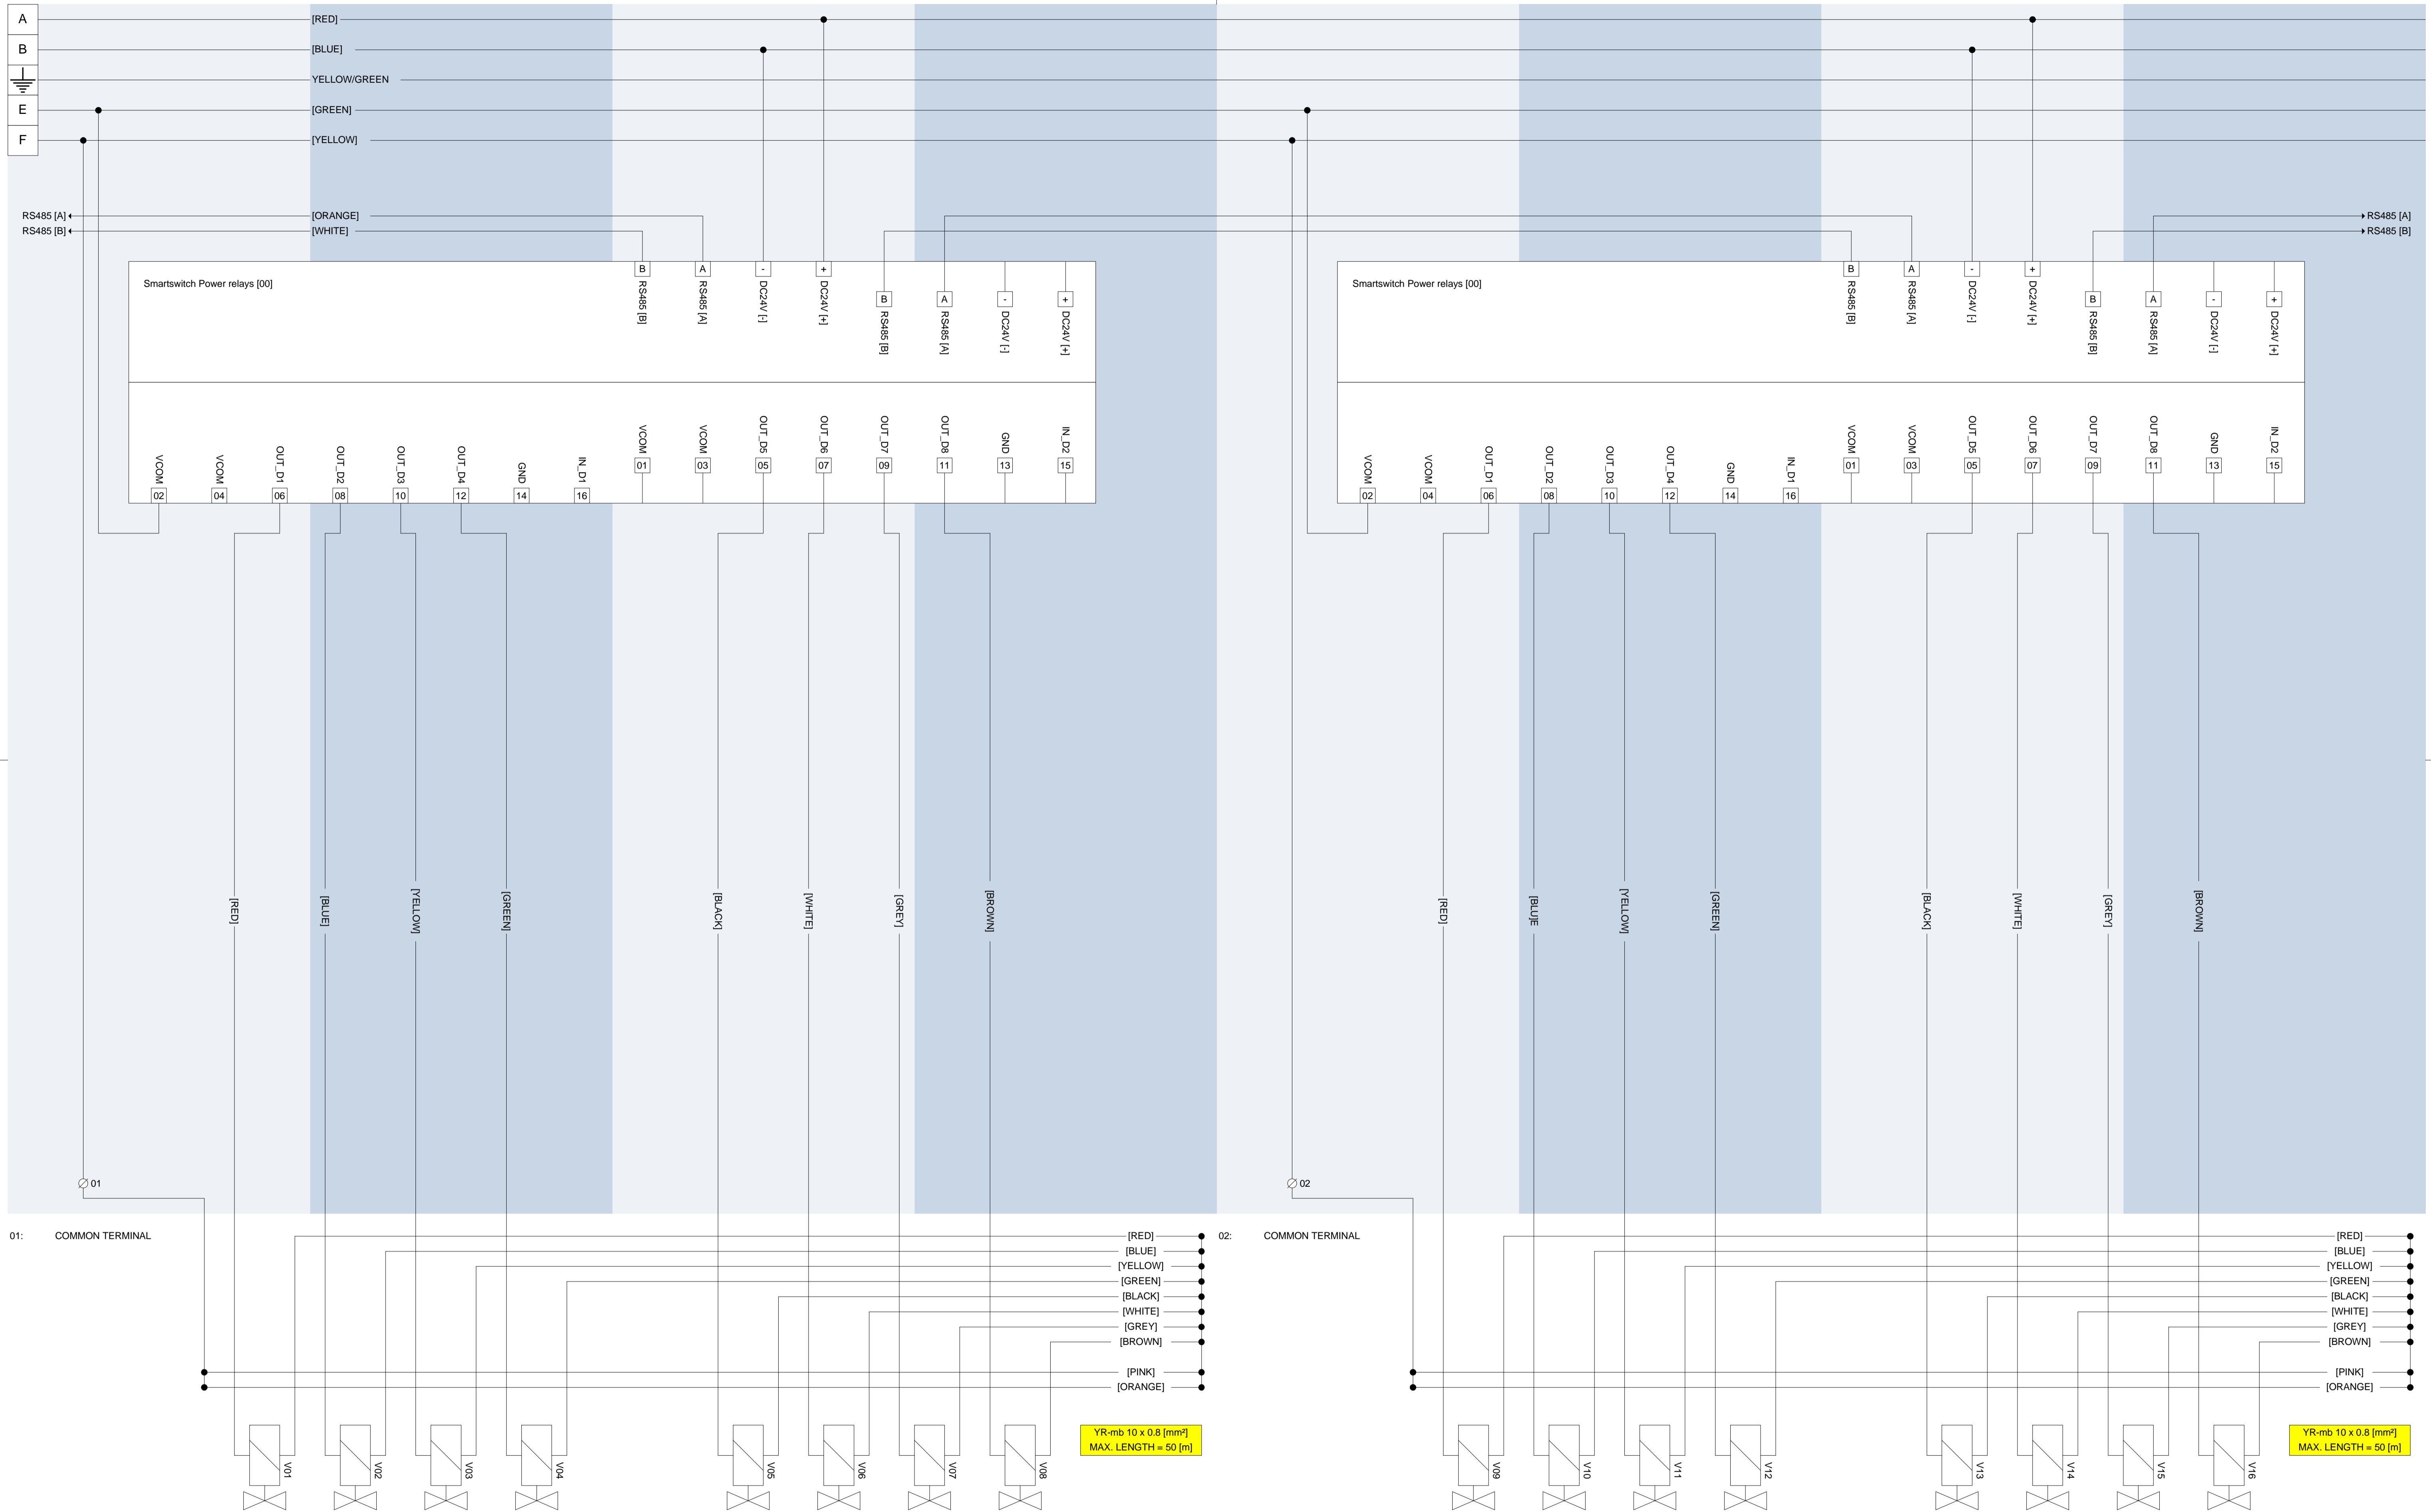 A
[RED]
B
[BLUE]
YELLOW/GREEN
E
[GREEN]
F
[YELLOW]
RS485 [A]
[ORANGE]
RS485 [A]
RS485 [B]
[WHITE]
RS485 [B]
Smartswitch Power relays [00]
B
RS485 [B]
A
RS485 [A]
-
DC24V [-]
+
DC24V [+]
B
RS485 [B]
A
RS485 [A]
-
DC24V [-]
+
DC24V [+]
VCOM
02
VCOM
04
OUT_D1
06
OUT_D2
08
OUT_D3
10
OUT_D4
12
GND
14
IN_D1
16
VCOM
01
VCOM
03
OUT_D5
05
OUT_D6
07
OUT_D7
09
OUT_D8
11
GND
13
IN_D2
15
Smartswitch Power relays [00]
B
RS485 [B]
A
RS485 [A]
-
DC24V [-]
+
DC24V [+]
B
RS485 [B]
A
RS485 [A]
-
DC24V [-]
+
DC24V [+]
VCOM
02
VCOM
04
OUT_D1
06
OUT_D2
08
OUT_D3
10
OUT_D4
12
GND
14
IN_D1
16
VCOM
01
VCOM
03
OUT_D5
05
OUT_D6
07
OUT_D7
09
OUT_D8
11
GND
13
IN_D2
15
[RED]
[BLUE]
[YELLOW]
[GREEN]
[BLACK]
[WHITE]
[GREY]
[BROWN]
[RED]
[BLU]E
[YELLOW]
[GREEN]
[BLACK]
[WHITE]
[GREY]
[BROWN]
01
02
01: COMMON TERMINAL
[RED]
[BLUE]
[YELLOW]
[GREEN]
[BLACK]
[WHITE]
[GREY]
[BROWN]
[PINK]
[ORANGE]
02: COMMON TERMINAL
[RED]
[BLUE]
[YELLOW]
[GREEN]
[BLACK]
[WHITE]
[GREY]
[BROWN]
[PINK]
[ORANGE]
V01
V02
V03
V04
V05
V06
V07
V08
YR-mb 10 x 0.8 [mm²]
MAX. LENGTH = 50 [m]
V09
V10
V11
V12
V13
V14
V15
V16
YR-mb 10 x 0.8 [mm²]
MAX. LENGTH = 50 [m]